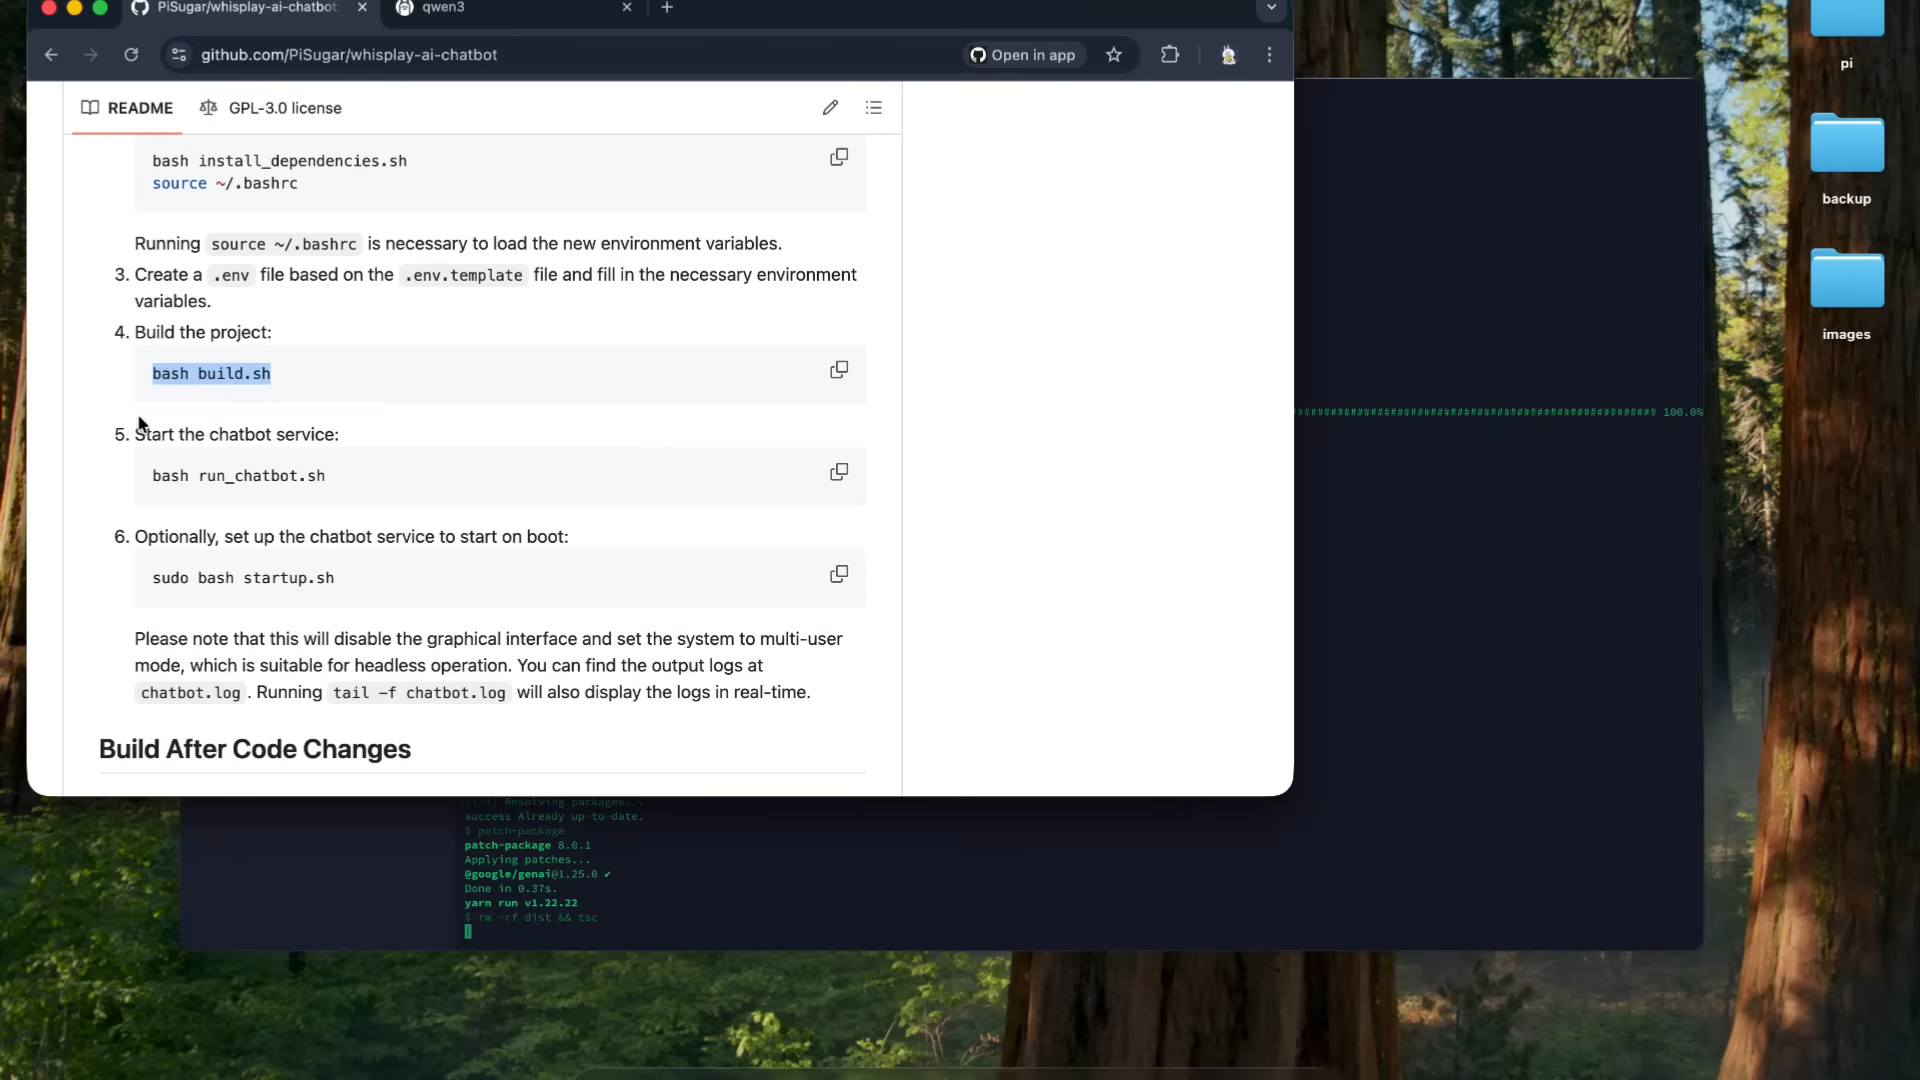 PiSugar/whisplay-ai-chatbot:
qwen3
github.com/PiSugar/whisplay-ai-chatbot
Open in app
README
GPL-3.0 license
bash install_dependencies.sh
source ~/.bashrc
Running source ~/.bashrc is necessary to load the new environment variables.
3. Create a .env file based on the .env.template file and fill in the necessary environment
variables.
4. Build the project:
bash build.sh
5. Start the chatbot service:
bash run_chatbot.sh
6. Optionally, set up the chatbot service to start on boot:
sudo bash startup.sh
Please note that this will disable the graphical interface and set the system to multi-user
mode, which is suitable for headless operation. You can find the output logs at
chatbot.log . Running tail -f chatbot.log will also display the logs in real-time.
Build After Code Changes
pi
backup
images
100.0%
Resolving packages...
success Already up-to-date.
$ patch-package
patch-package 8.0.1
Applying patches...
@google/genai@1.25.0 ✔
Done in 0.37s.
yarn run v1.22.22
$ rm -rf dist && tsc